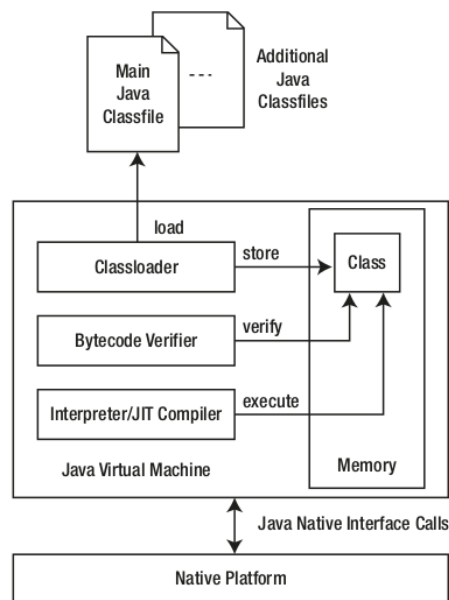 Main
Java
Classfile
---
Additional
Java
Classfiles
load
Classloader
store
Class
Bytecode Verifier
verify
Interpreter/JIT Compiler
execute
Java Virtual Machine
Memory
Java Native Interface Calls
Native Platform